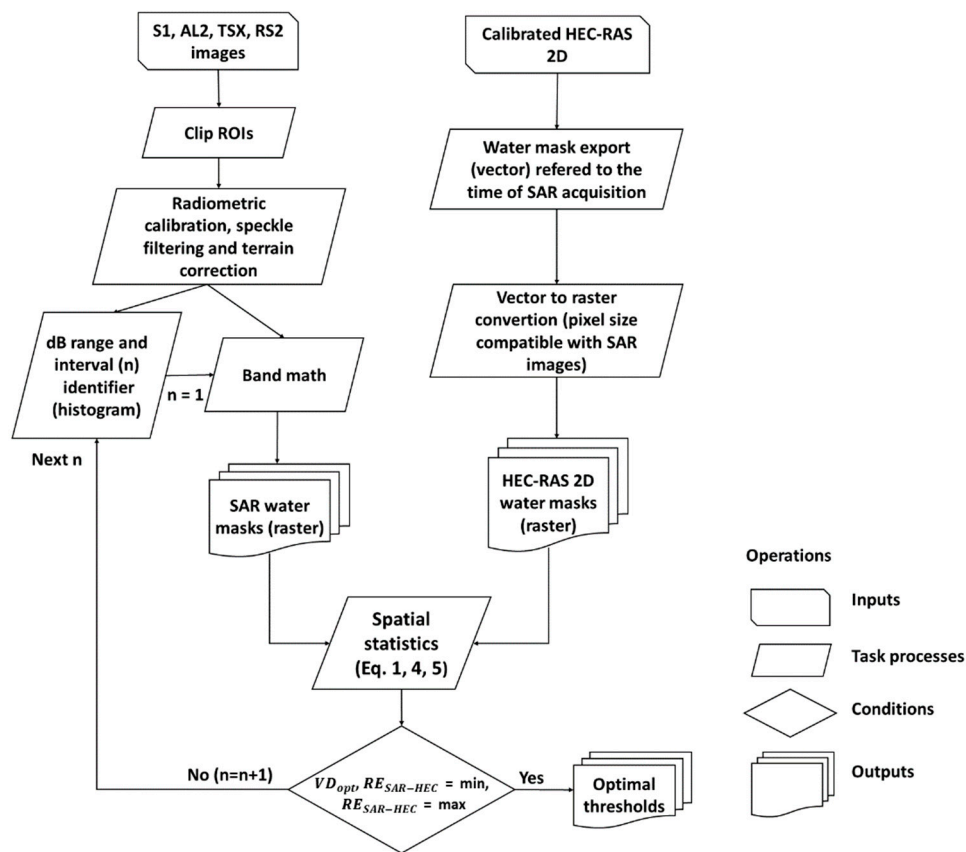 S1, AL2, TSX, RS2
images
Clip ROIs
Radiometric
calibration, speckle
filtering and terrain
correction
dB range and
interval (n)
identifier
(histogram)
n = 1
Band math
Next n
SAR water
masks (raster)
Calibrated HEC-RAS
2D
Water mask export
(vector) refered to the
time of SAR acquisition
Vector to raster
convertion (pixel size
compatible with SAR
images)
HEC-RAS 2D
water masks
(raster)
Spatial
statistics
(Eq. 1, 4, 5)
No (n=n+1)
VD_opt, RE_SAR−HEC = min,
RE_SAR−HEC = max
Yes
Optimal
thresholds
Operations
Inputs
Task processes
Conditions
Outputs